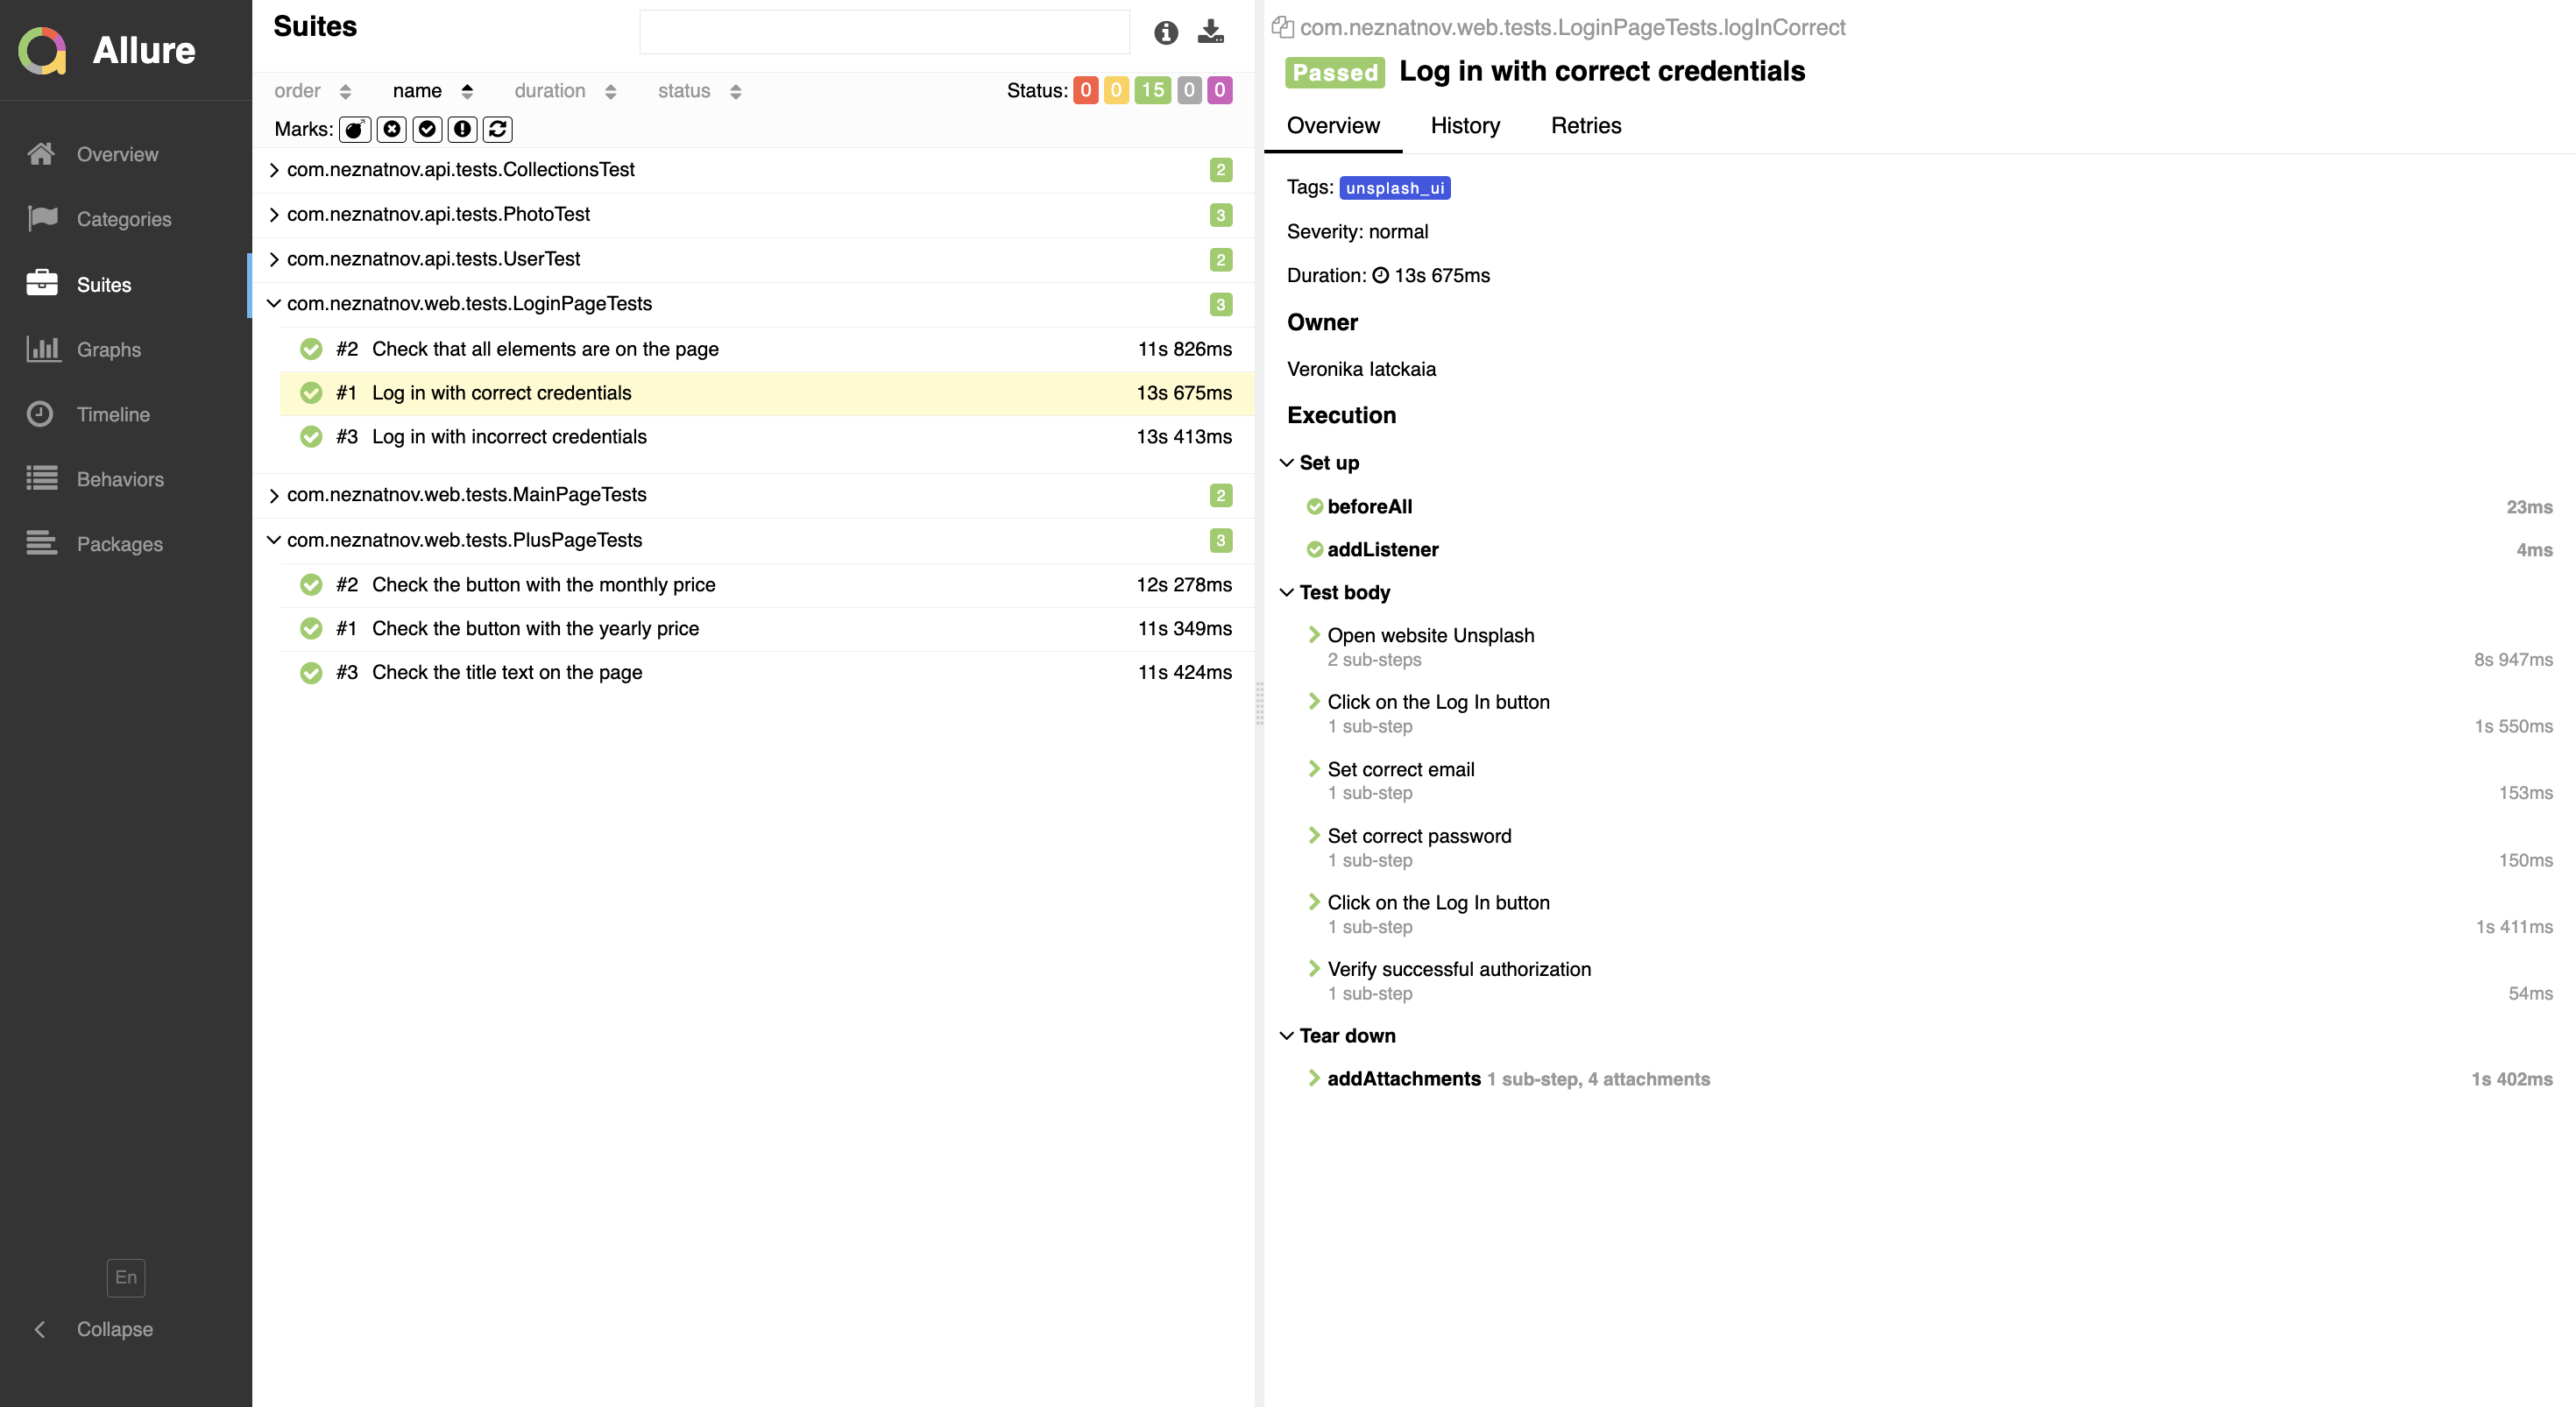 Allure
Overview
Categories
Suites
Graphs
Timeline
Behaviors
Packages
En
Collapse
Suites
order name duration status
Status: 0 0 15 0 0
Marks:
com.neznatnov.api.tests.CollectionsTest 2
com.neznatnov.api.tests.PhotoTest 3
com.neznatnov.api.tests.UserTest 2
com.neznatnov.web.tests.LoginPageTests 3
#2 Check that all elements are on the page 11s 826ms
#1 Log in with correct credentials 13s 675ms
#3 Log in with incorrect credentials 13s 413ms
com.neznatnov.web.tests.MainPageTests 2
com.neznatnov.web.tests.PlusPageTests 3
#2 Check the button with the monthly price 12s 278ms
#1 Check the button with the yearly price 11s 349ms
#3 Check the title text on the page 11s 424ms
com.neznatnov.web.tests.LoginPageTests.logInCorrect
Passed Log in with correct credentials
Overview History Retries
Tags: unsplash_ui
Severity: normal
Duration: 13s 675ms
Owner
Veronika Iatckaia
Execution
Set up
beforeAll 23ms
addListener 4ms
Test body
Open website Unsplash
2 sub-steps 8s 947ms
Click on the Log In button
1 sub-step 1s 550ms
Set correct email
1 sub-step 153ms
Set correct password
1 sub-step 150ms
Click on the Log In button
1 sub-step 1s 411ms
Verify successful authorization
1 sub-step 54ms
Tear down
addAttachments 1 sub-step, 4 attachments 1s 402ms